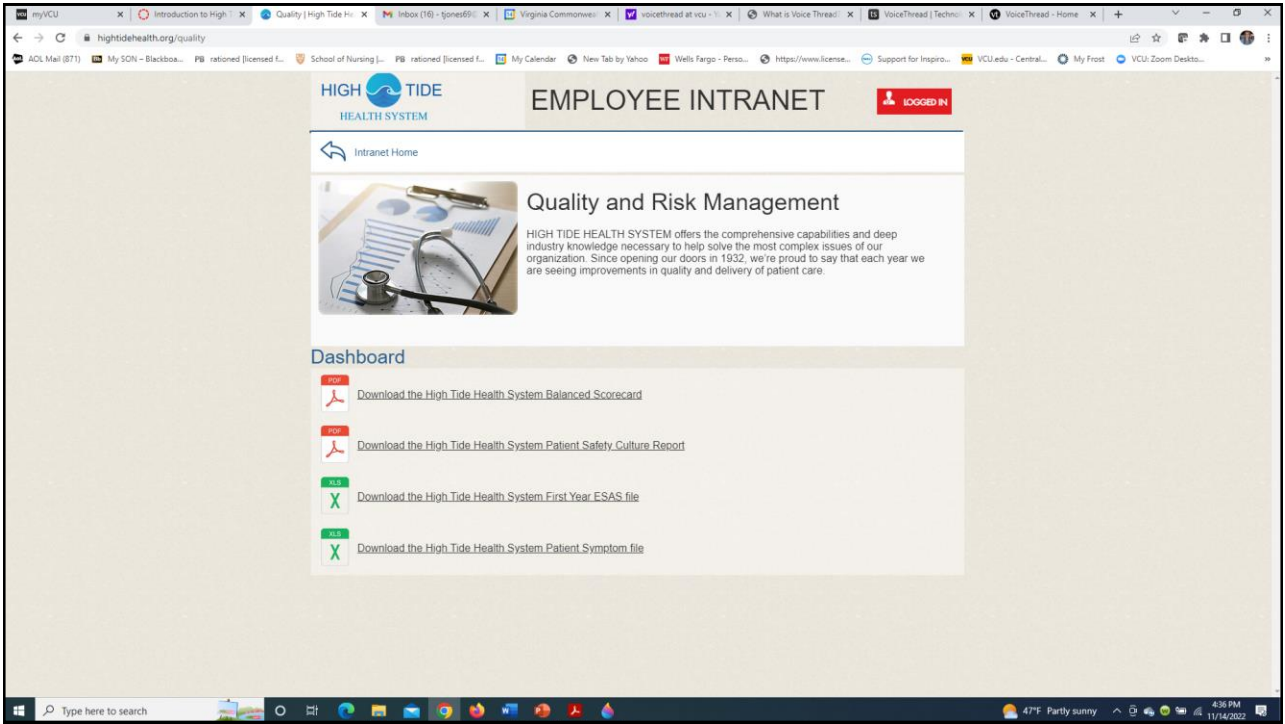 myVCU
Introduction to High T
Quality | High Tide He
Inbox (16) - tjones69@
Virginia Commonwea
voicethread at vcu - Y
What is Voice Thread
VoiceThread | Technol
VoiceThread - Home
hightidehealth.org/quality
AOL Mail (871)
My SON – Blackboa...
PB rationed [licensed f...
School of Nursing |...
PB rationed [licensed f...
My Calendar
New Tab by Yahoo
Wells Fargo - Perso...
https://www.license...
Support for Inspiro...
VCU.edu - Central...
My Frost
VCU: Zoom Deskto...
HIGH TIDE
HEALTH SYSTEM
EMPLOYEE INTRANET
LOGGED IN
Intranet Home
Quality and Risk Management
HIGH TIDE HEALTH SYSTEM offers the comprehensive capabilities and deep
industry knowledge necessary to help solve the most complex issues of our
organization. Since opening our doors in 1932, we're proud to say that each year we
are seeing improvements in quality and delivery of patient care.
Dashboard
PDF
Download the High Tide Health System Balanced Scorecard
PDF
Download the High Tide Health System Patient Safety Culture Report
XLS
X
Download the High Tide Health System First Year ESAS file
XLS
X
Download the High Tide Health System Patient Symptom file
Type here to search
47°F Partly sunny
4:36 PM
11/14/2022